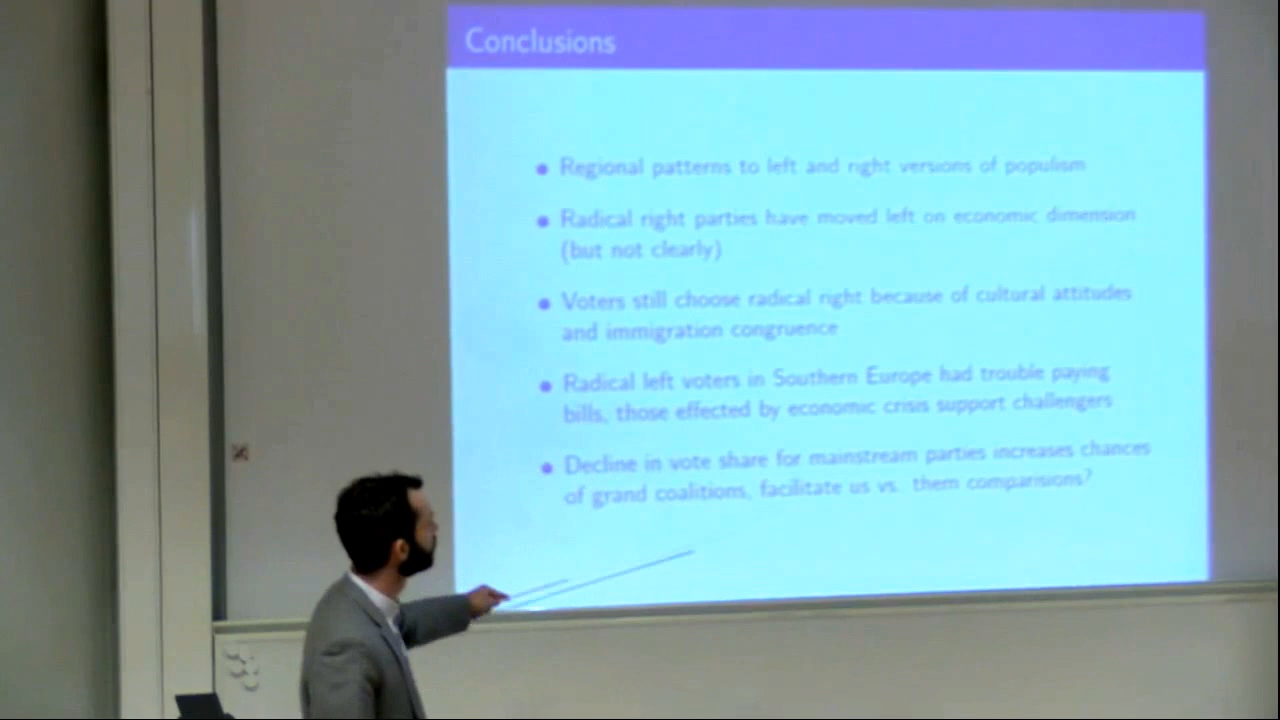 Conclusions
• Regional patterns to left and right versions of populism
• Radical right parties have moved left on economic dimension
(but not clearly)
• Voters still choose radical right because of cultural attitudes
and immigration congruence
• Radical left voters in Southern Europe had trouble paying
bills, those effected by economic crisis support challengers
• Decline in vote share for mainstream parties increases chances
of grand coalitions, facilitate us vs. them comparisions?